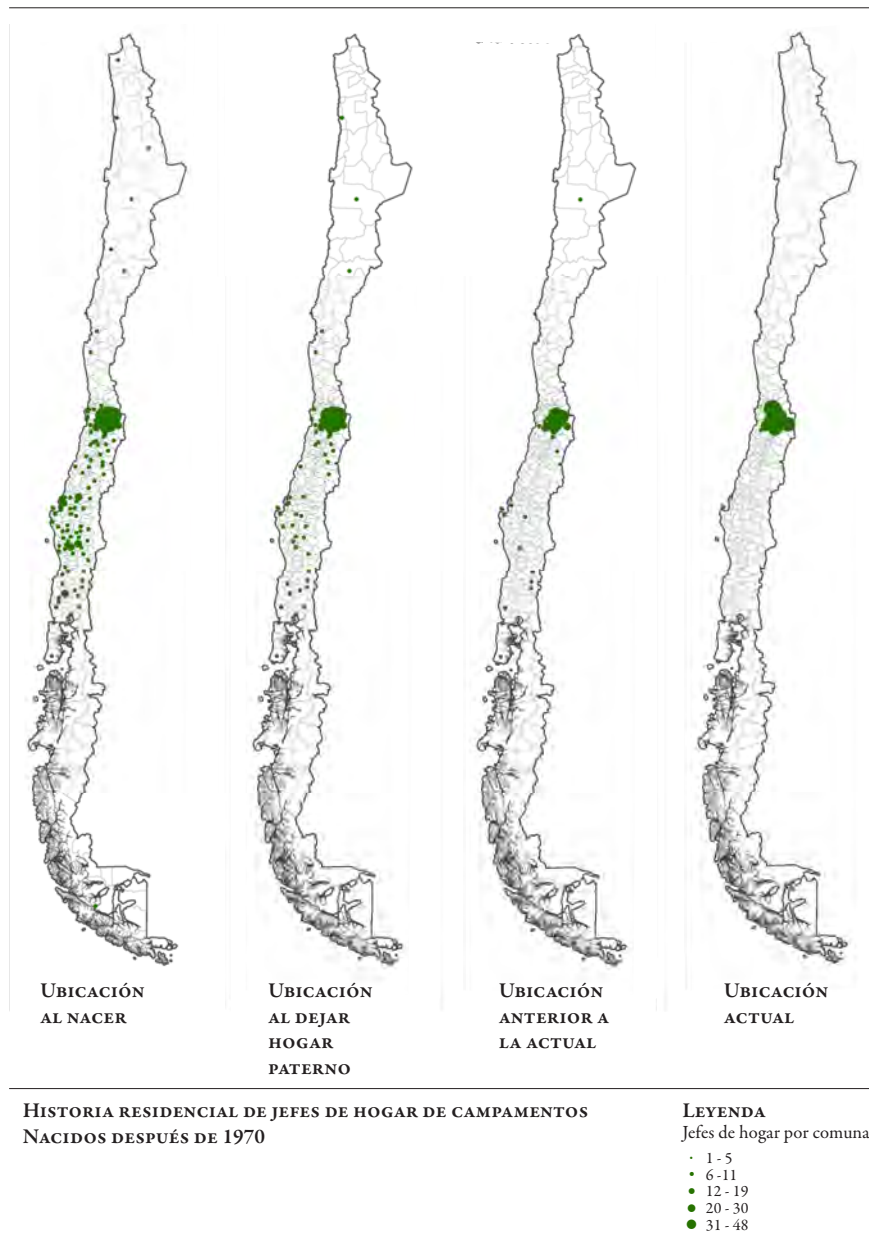 UBICACIÓN
AL NACER
UBICACIÓN
AL DEJAR
HOGAR
PATERNO
UBICACIÓN
ANTERIOR A
LA ACTUAL
UBICACIÓN
ACTUAL
HISTORIA RESIDENCIAL DE JEFES DE HOGAR DE CAMPAMENTOS
NACIDOS DESPUÉS DE 1970
LEYENDA
Jefes de hogar por comuna
1 - 5
6 -11
12 - 19
20 - 30
31 - 48